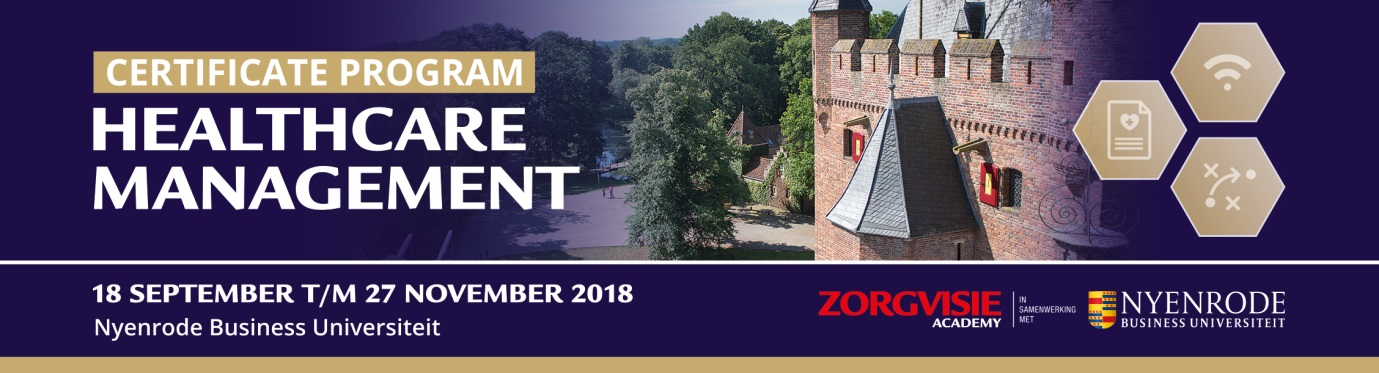 CERTIFICATE PROGRAM
HEALTHCARE
MANAGEMENT
18 SEPTEMBER T/M 27 NOVEMBER 2018
Nyenrode Business Universiteit
ZORGVISIE
ACADEMY
IN
SAMENWERKING
MET
NYENRODE
BUSINESS UNIVERSITEIT